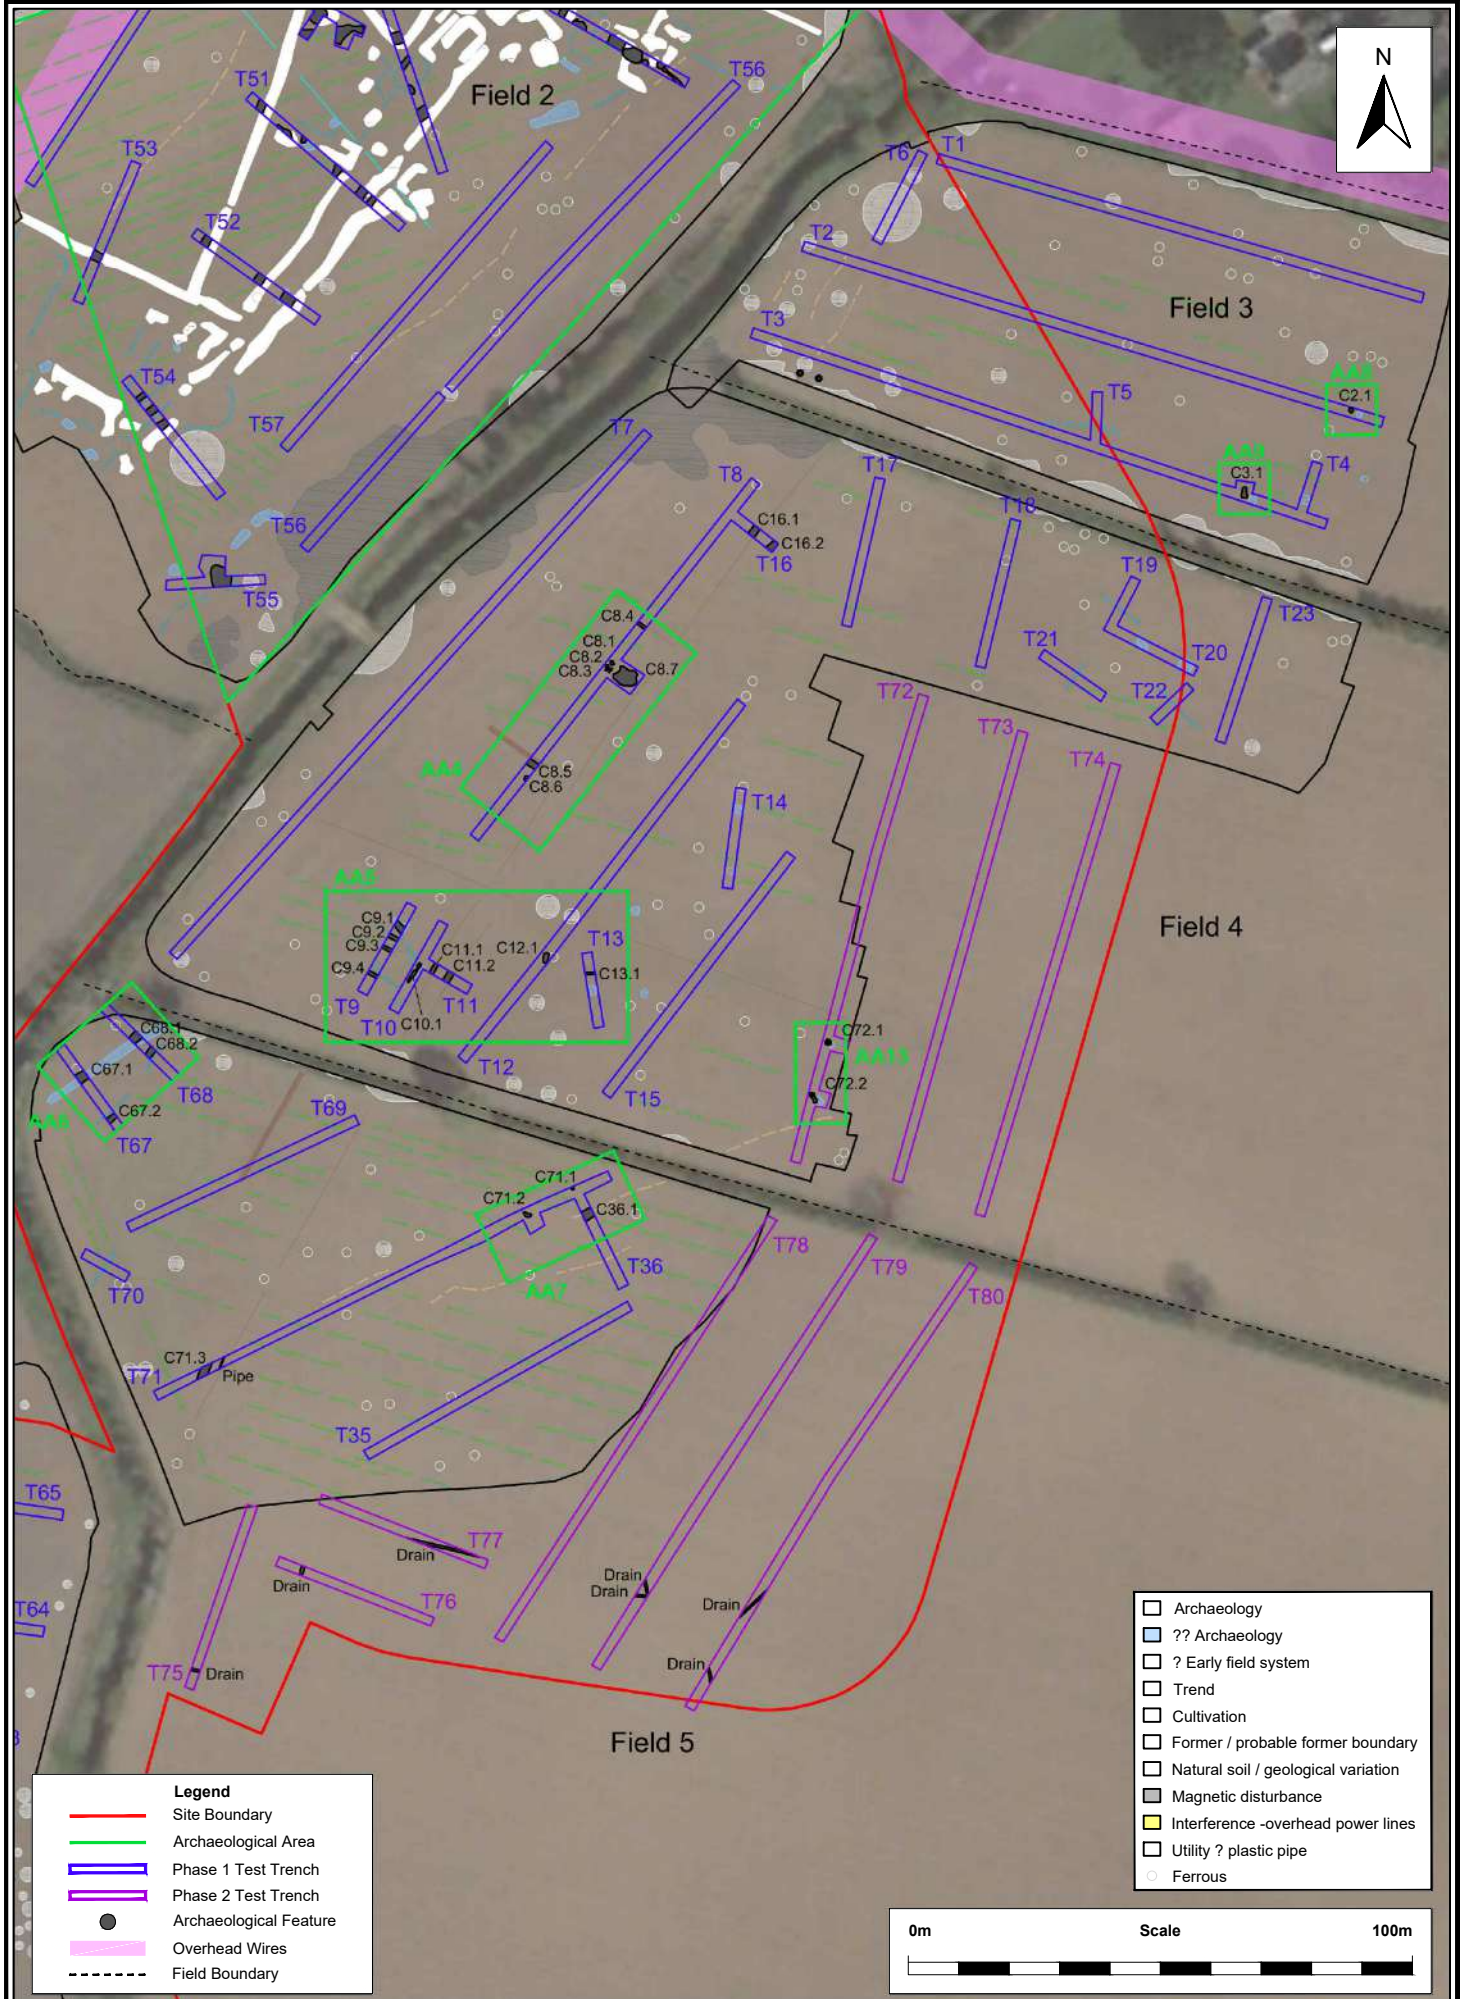 N
Field 2
T51
T56
T53
T52
T54
T57
T56
T55
T6
T1
T2
T3
Field 3
T5
AA8
C2.1
AA9
C3.1
T4
T7
T8
T17
T18
C16.1
C16.2
T16
T19
T23
T21
T20
T22
C8.4
C8.1
C8.2
C8.3
C8.7
T72
T73
T74
AA4
C8.5
C8.6
T14
AA5
C9.1
C9.2
C9.3
C9.4
C11.1
C11.2
C12.1
T13
C13.1
T9
T10
C10.1
T11
T12
T15
Field 4
C72.1
AA13
C72.2
C68.1
C68.2
C67.1
C67.2
T68
T67
AA6
T69
C71.1
C71.2
C36.1
T70
AA7
T36
T78
T79
T80
C71.3
Pipe
T71
T35
T65
T64
T77
Drain
Drain
T76
T75
Drain
Drain
Drain
Drain
Drain
Field 5
Legend
Site Boundary
Archaeological Area
Phase 1 Test Trench
Phase 2 Test Trench
Archaeological Feature
Overhead Wires
Field Boundary
Archaeology
?? Archaeology
? Early field system
Trend
Cultivation
Former / probable former boundary
Natural soil / geological variation
Magnetic disturbance
Interference -overhead power lines
Utility ? plastic pipe
Ferrous
0m Scale 100m